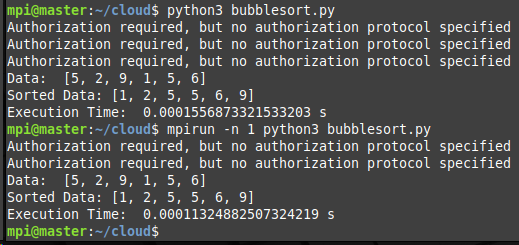 mpi@master:~/cloud$ python3 bubblesort.py
Authorization required, but no authorization protocol specified
Authorization required, but no authorization protocol specified
Authorization required, but no authorization protocol specified
Data:  [5, 2, 9, 1, 5, 6]
Sorted Data: [1, 2, 5, 5, 6, 9]
Execution Time:  0.0001556873321533203 s
mpi@master:~/cloud$ mpirun -n 1 python3 bubblesort.py
Authorization required, but no authorization protocol specified
Authorization required, but no authorization protocol specified
Data:  [5, 2, 9, 1, 5, 6]
Sorted Data: [1, 2, 5, 5, 6, 9]
Execution Time:  0.00011324882507324219 s
mpi@master:~/cloud$